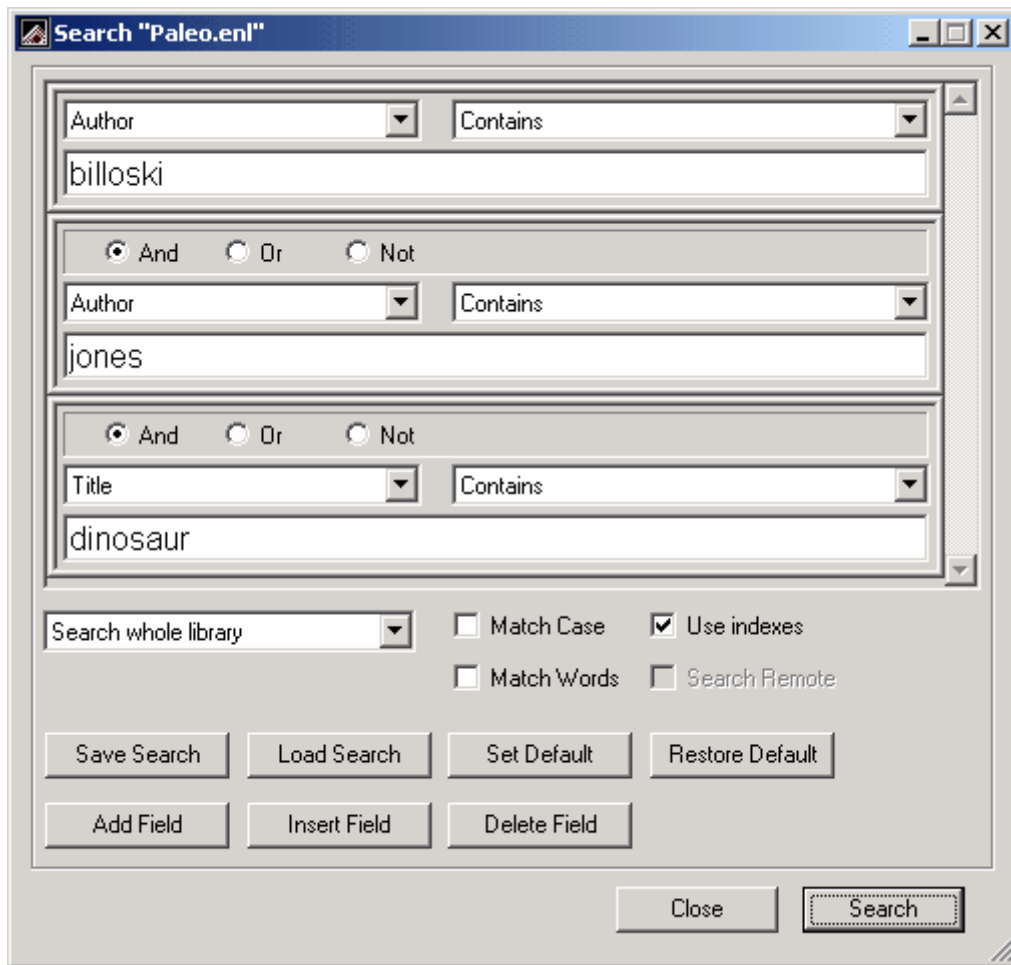 Search "Paleo.enl"
Author Contains
billoski
And Or Not
Author Contains
jones
And Or Not
Title Contains
dinosaur
Search whole library Match Case Use indexes
Match Words Search Remote
Save Search Load Search Set Default Restore Default
Add Field Insert Field Delete Field
Close Search